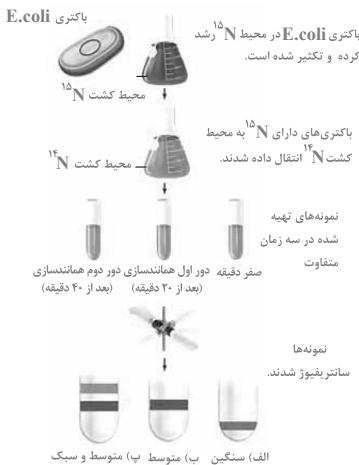 باکتری E.coli
باکتری E.coli در محیط ¹⁵N رشد
کرده و تکثیر شده است.
محیط کشت ¹⁵N
باکتری‌های دارای ¹⁵N به محیط
کشت ¹⁴N انتقال داده شدند.
محیط کشت ¹⁴N
نمونه‌های تهیه
شده در سه زمان
متفاوت
صفر دقیقه
دور اول همانندسازی
(بعد از ۲۰ دقیقه)
دور دوم همانندسازی
(بعد از ۴۰ دقیقه)
نمونه‌ها
سانتریفیوژ شدند.
الف) سنگین
ب) متوسط
پ) متوسط و سبک